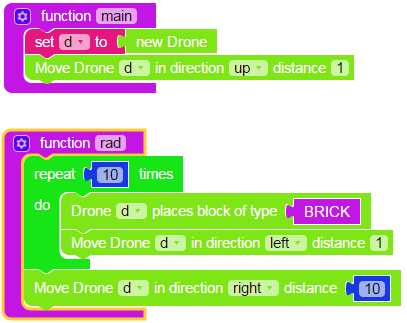 function main
set d to new Drone
Move Drone d in direction up distance 1
function rad
repeat 10 times
do
Drone d places block of type BRICK
Move Drone d in direction left distance 1
Move Drone d in direction right distance 10